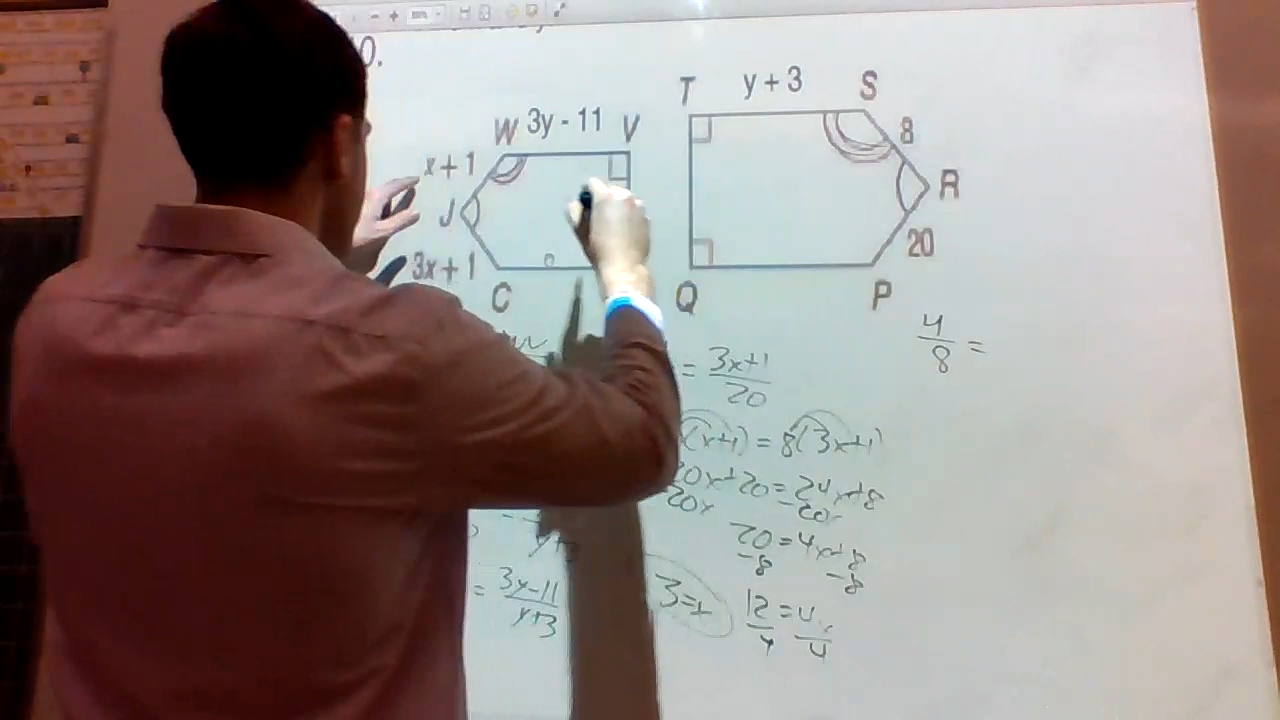 0.
T y + 3 S
W 3y - 11 V
8
x + 1
J
R
3x + 1
20
C
Q
P
4/8 =
= 3x+1/20
(x+1) = 8(3x+1)
20x+20 = 24x+8
20x -20x
20 = 4x+8
-8 -8
= 3y-11/y+3
3=x
12/4 = 4x/4